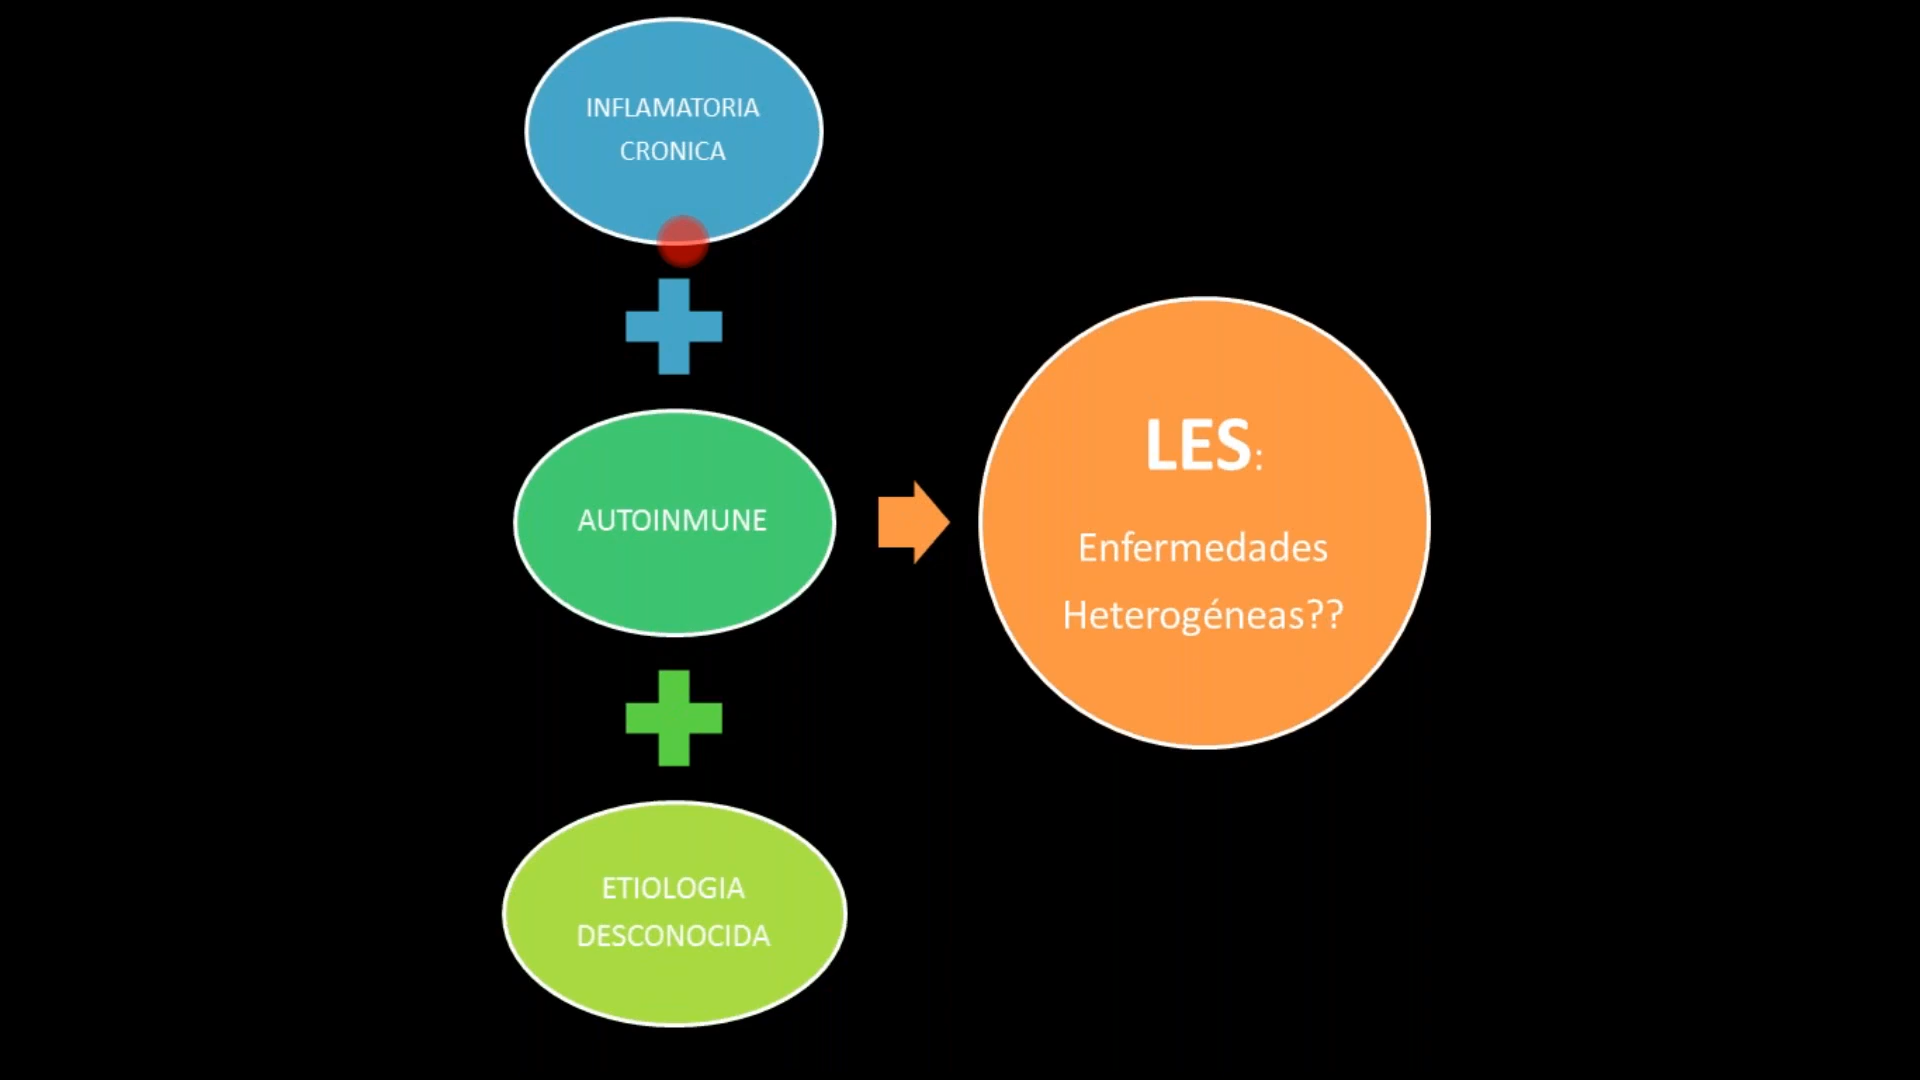 INFLAMATORIA
CRONICA
AUTOINMUNE
ETIOLOGIA
DESCONOCIDA
LES:
Enfermedades
Heterogéneas??